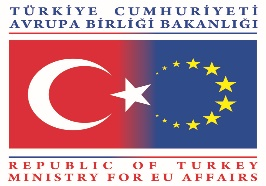 TÜRKİYE CUMHURİYETİ
AVRUPA BİRLİĞİ BAKANLIĞI
REPUBLIC OF TURKEY
MINISTRY FOR EU AFFAIRS